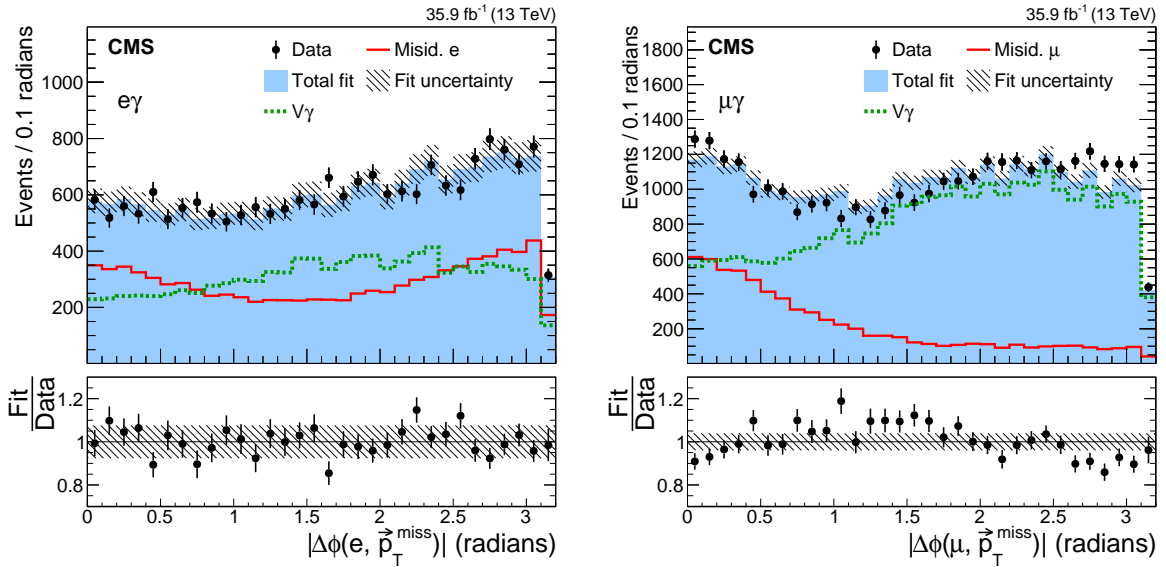 35.9 fb⁻¹ (13 TeV)
CMS
Data
Misid. e
Total fit
Fit uncertainty
Vγ
eγ
Events / 0.1 radians
200
400
600
800
1000
Fit
Data
0.8
1
1.2
0 0.5 1 1.5 2 2.5 3
|Δϕ(e, p⃗_T^miss)| (radians)
35.9 fb⁻¹ (13 TeV)
CMS
Data
Misid. μ
Total fit
Fit uncertainty
Vγ
μγ
Events / 0.1 radians
200
400
600
800
1000
1200
1400
1600
1800
Fit
Data
0.8
1
1.2
0 0.5 1 1.5 2 2.5 3
|Δϕ(μ, p⃗_T^miss)| (radians)